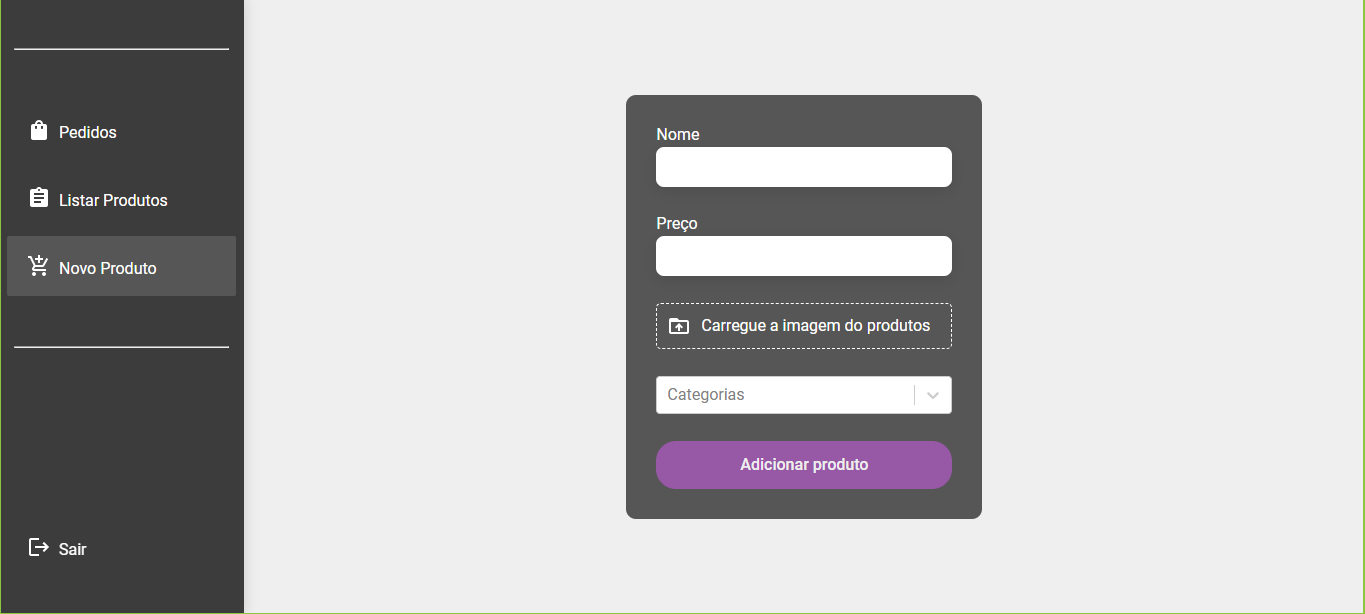 Pedidos
Listar Produtos
Novo Produto
Sair
Nome
Preço
Carregue a imagem do produtos
Categorias
Adicionar produto